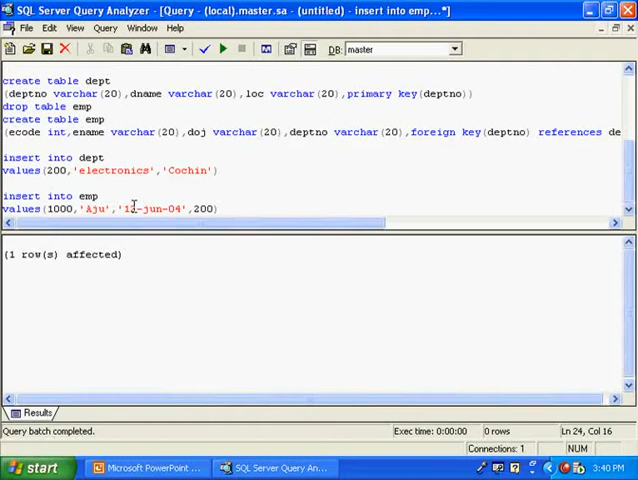 SQL Server Query Analyzer - [Query - (local).master.sa - (untitled) - insert into emp...*]
File Edit View Query Tools Window Help
DB: master
create table dept
(deptno varchar(20),dname varchar(20),loc varchar(20),primary key(deptno))
drop table emp
create table emp
(ecode int,ename varchar(20),doj varchar(20),deptno varchar(20),foreign key(deptno) references de
insert into dept
values(200,'electronics','Cochin')
insert into emp
values(1000,'Aju','12-jun-04',200)
(1 row(s) affected)
Results
Query batch completed. Exec time: 0:00:00 0 rows Ln 24, Col 16
Connections: 1 NUM
start Microsoft PowerPoint ... SQL Server Query An... 3:40 PM